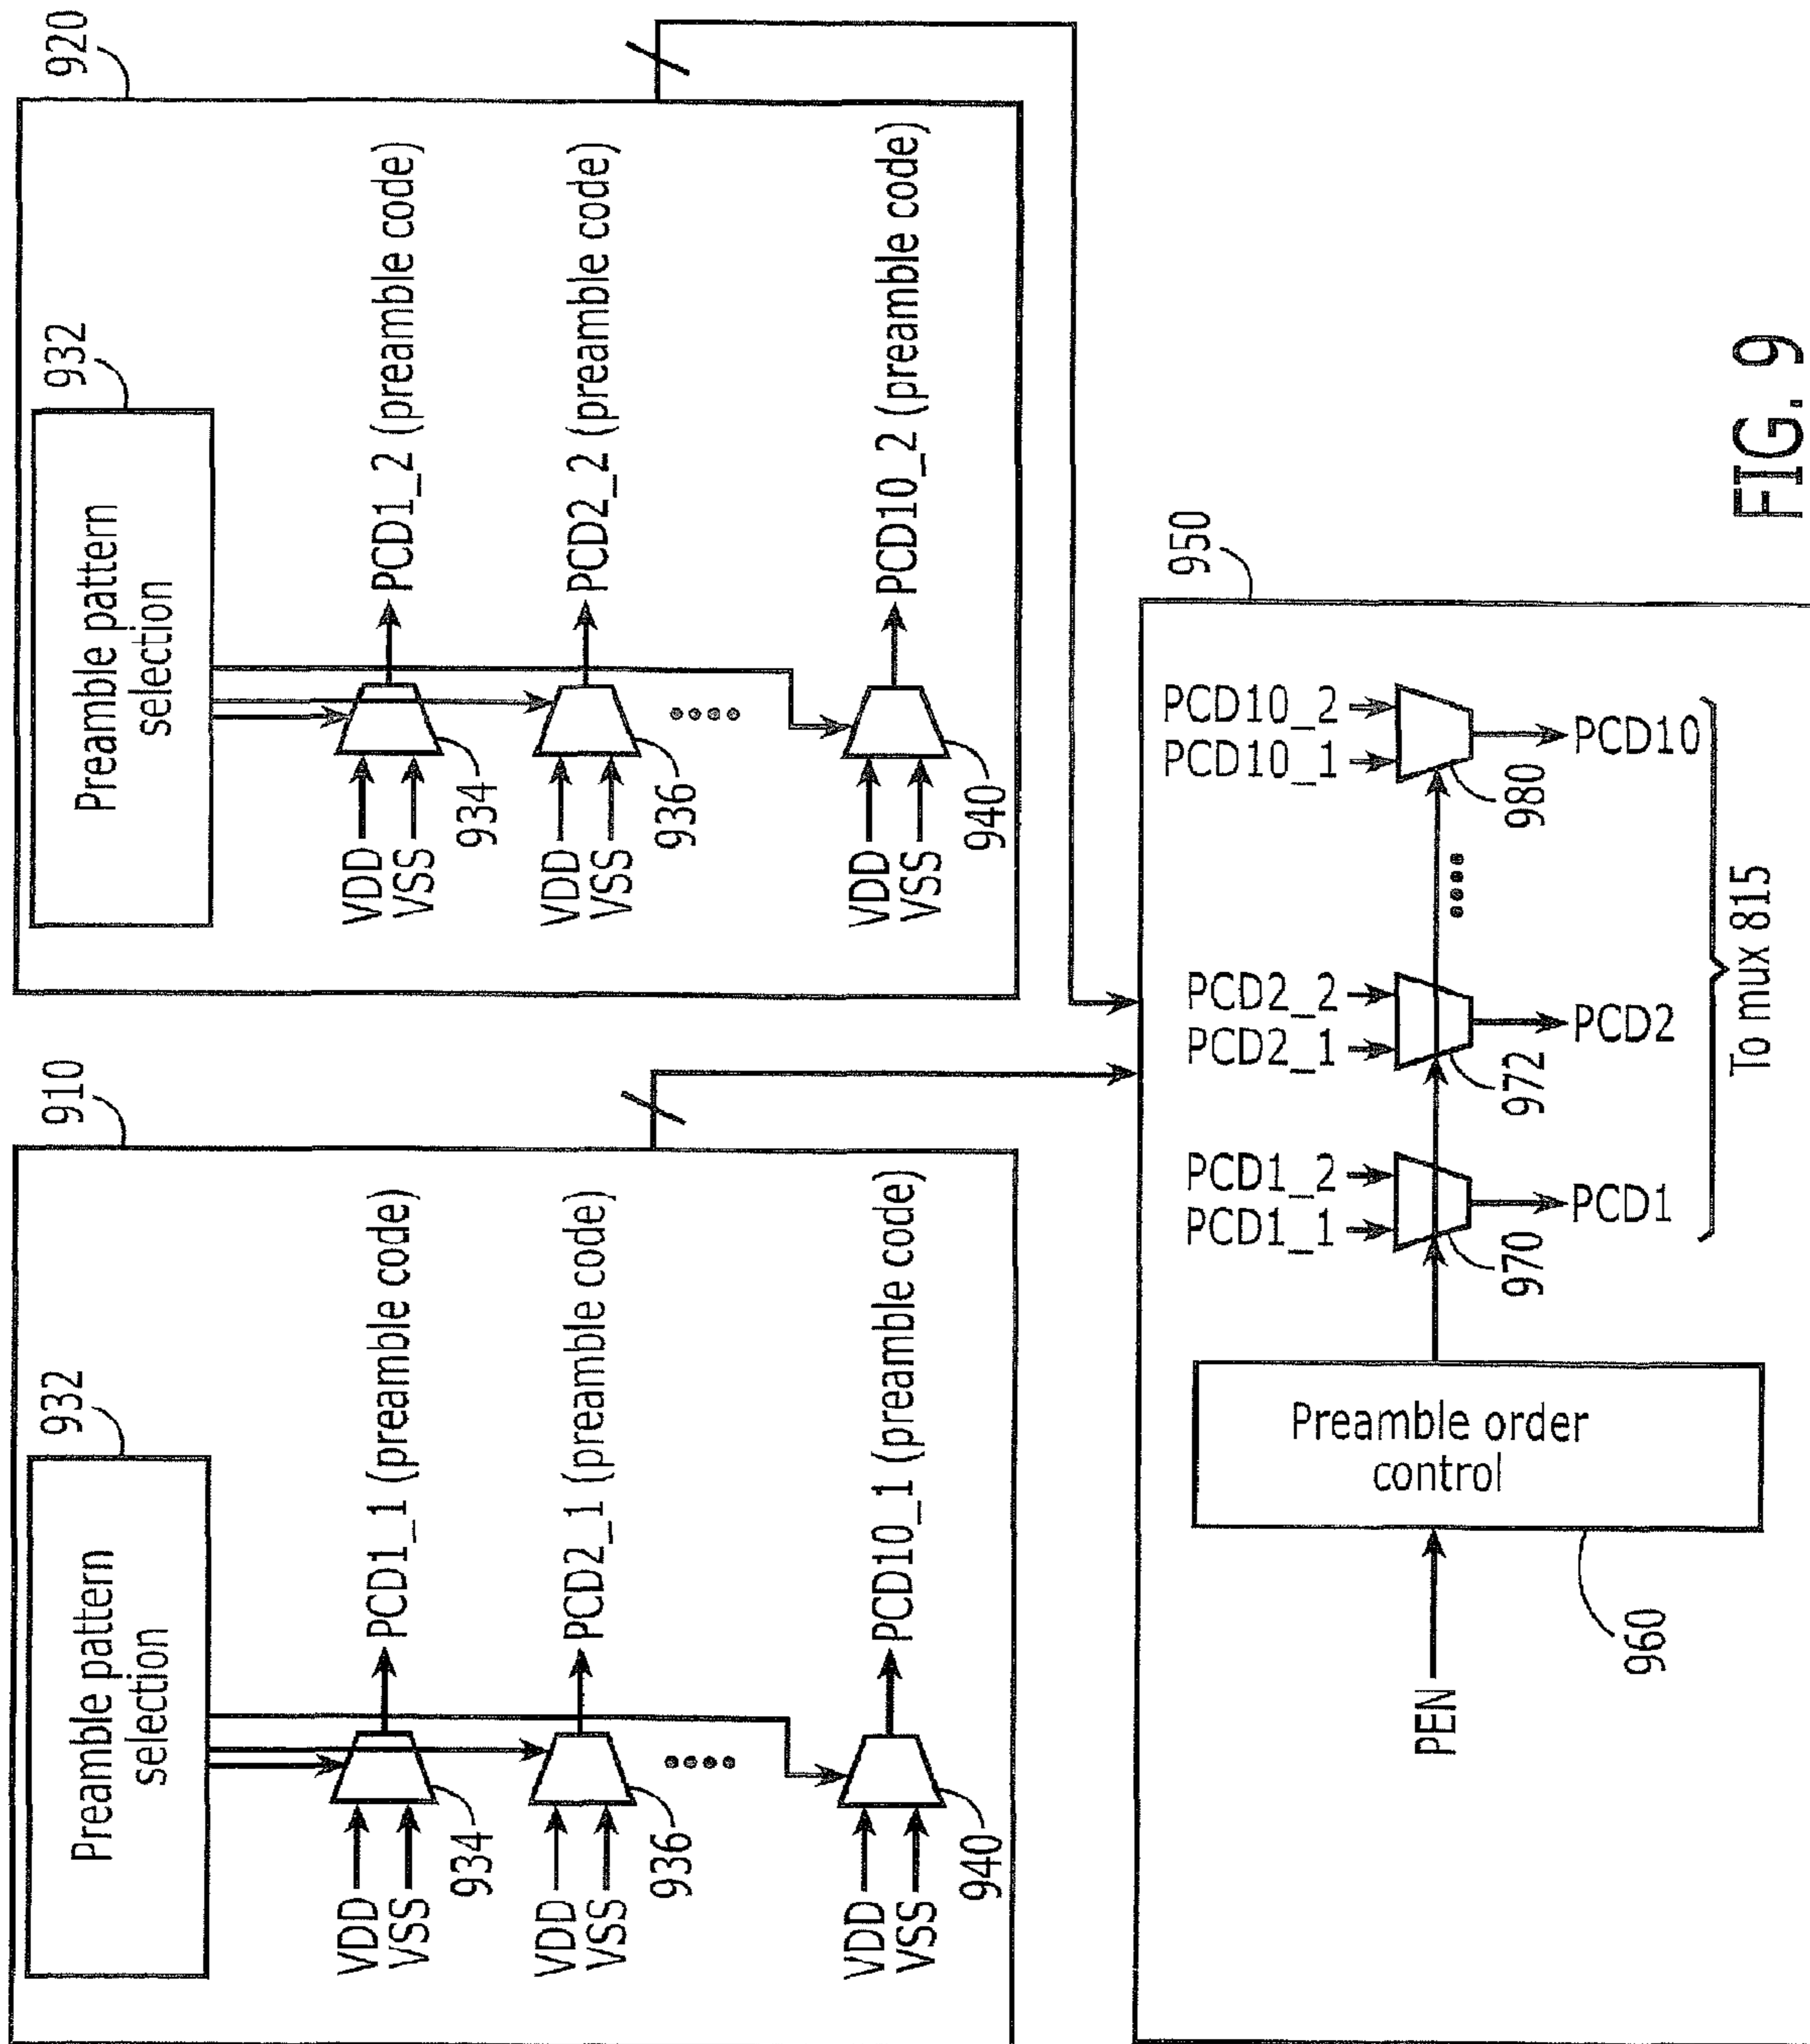 910
932
Preamble pattern
selection
VDD
VSS
934
PCD1_1 (preamble code)
VDD
VSS
936
PCD2_1 (preamble code)
VDD
VSS
940
PCD10_1 (preamble code)
920
932
Preamble pattern
selection
VDD
VSS
934
PCD1_2 (preamble code)
VDD
VSS
936
PCD2_2 (preamble code)
VDD
VSS
940
PCD10_2 (preamble code)
950
PEN
Preamble order
control
960
PCD1_1
PCD1_2
970
PCD1
PCD2_1
PCD2_2
972
PCD2
PCD10_1
PCD10_2
980
PCD10
To mux 815
FIG. 9